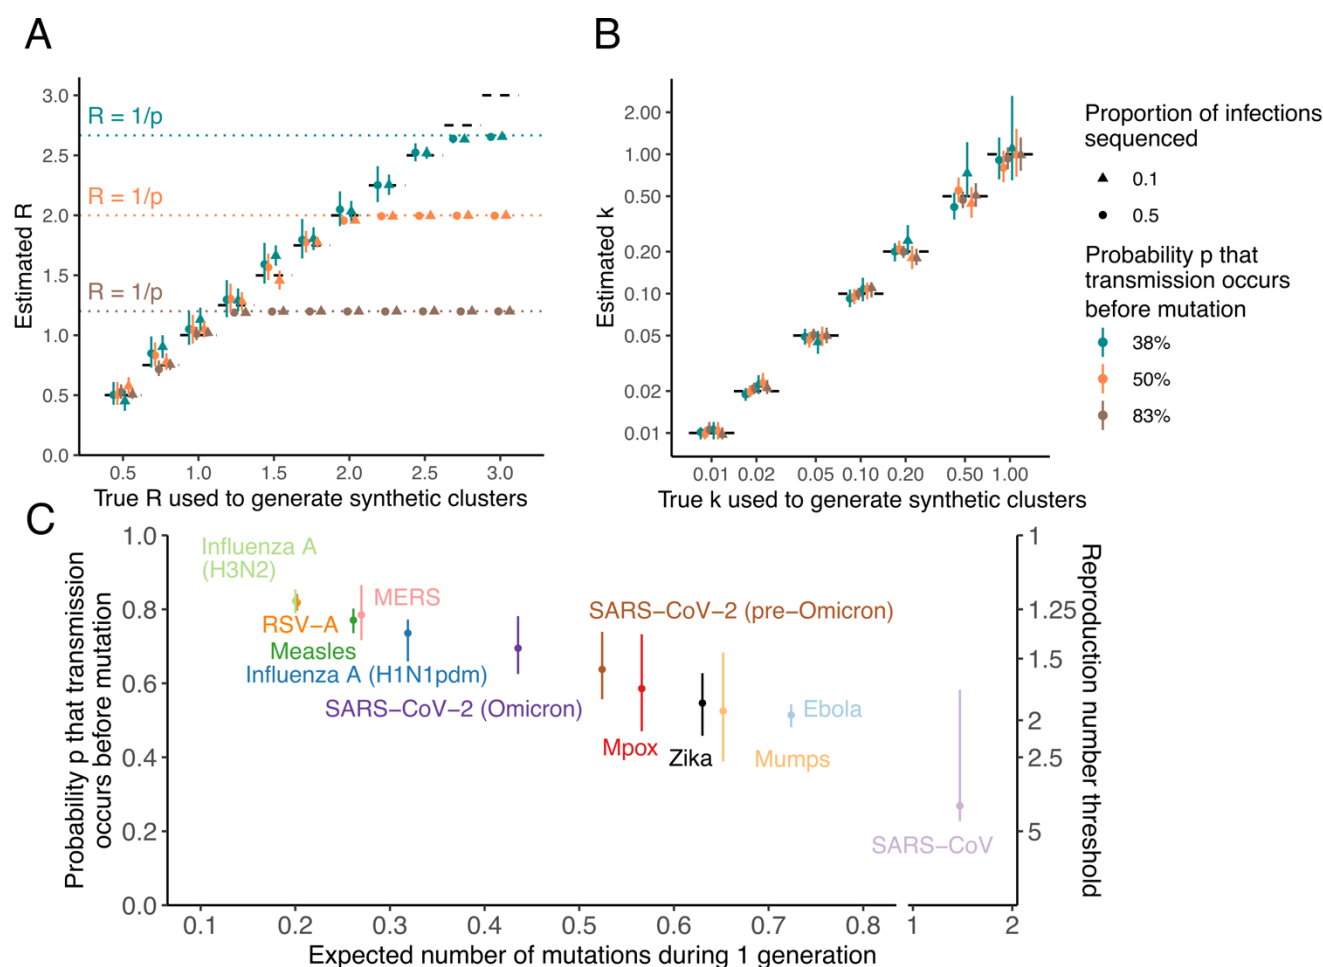 A
3.0
2.5
2.0
1.5
1.0
0.5
0.0
R = 1/p
R = 1/p
R = 1/p
Estimated R
0.5 1.0 1.5 2.0 2.5 3.0
True R used to generate synthetic clusters
B
2.00
1.00
0.50
0.20
0.10
0.05
0.02
0.01
Estimated k
0.01 0.02 0.05 0.10 0.20 0.50 1.00
True k used to generate synthetic clusters
Proportion of infections
sequenced
0.1
0.5
Probability p that
transmission occurs
before mutation
38%
50%
83%
C
Probability p that transmission
occurs before mutation
1.0
0.8
0.6
0.4
0.2
0.0
Influenza A
(H3N2)
RSV−A
MERS
Measles
Influenza A (H1N1pdm)
SARS−CoV−2 (Omicron)
SARS−CoV−2 (pre−Omicron)
Mpox
Zika
Mumps
Ebola
SARS−CoV
1
1.25
1.5
2
2.5
5
Reproduction number threshold
0.1 0.2 0.3 0.4 0.5 0.6 0.7 0.8 1 2
Expected number of mutations during 1 generation